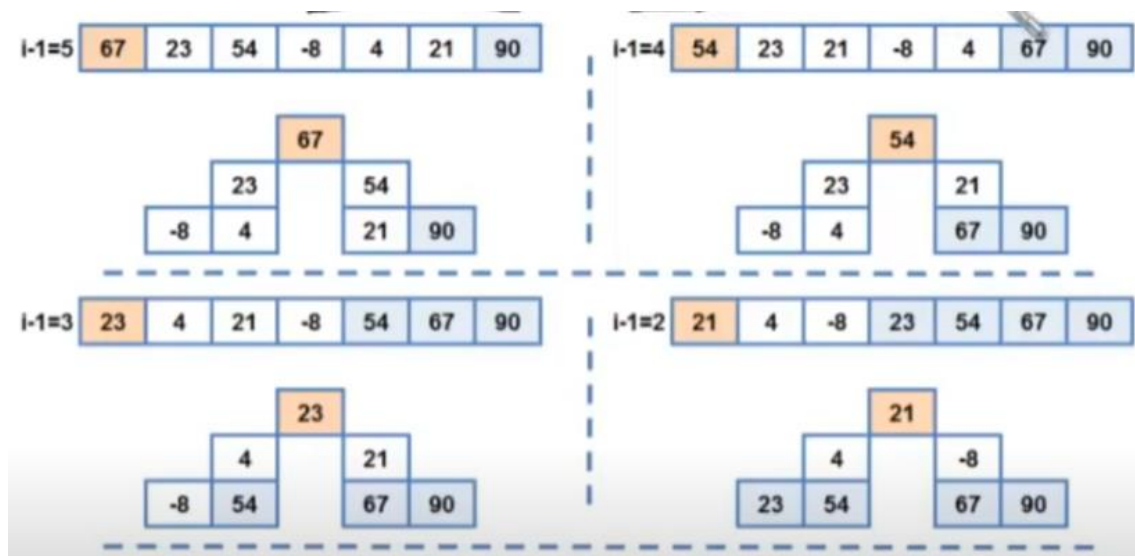 i-1=5 67 23 54 -8 4 21 90
67
23 54
-8 4 21 90
i-1=4 54 23 21 -8 4 67 90
54
23 21
-8 4 67 90
i-1=3 23 4 21 -8 54 67 90
23
4 21
-8 54 67 90
i-1=2 21 4 -8 23 54 67 90
21
4 -8
23 54 67 90